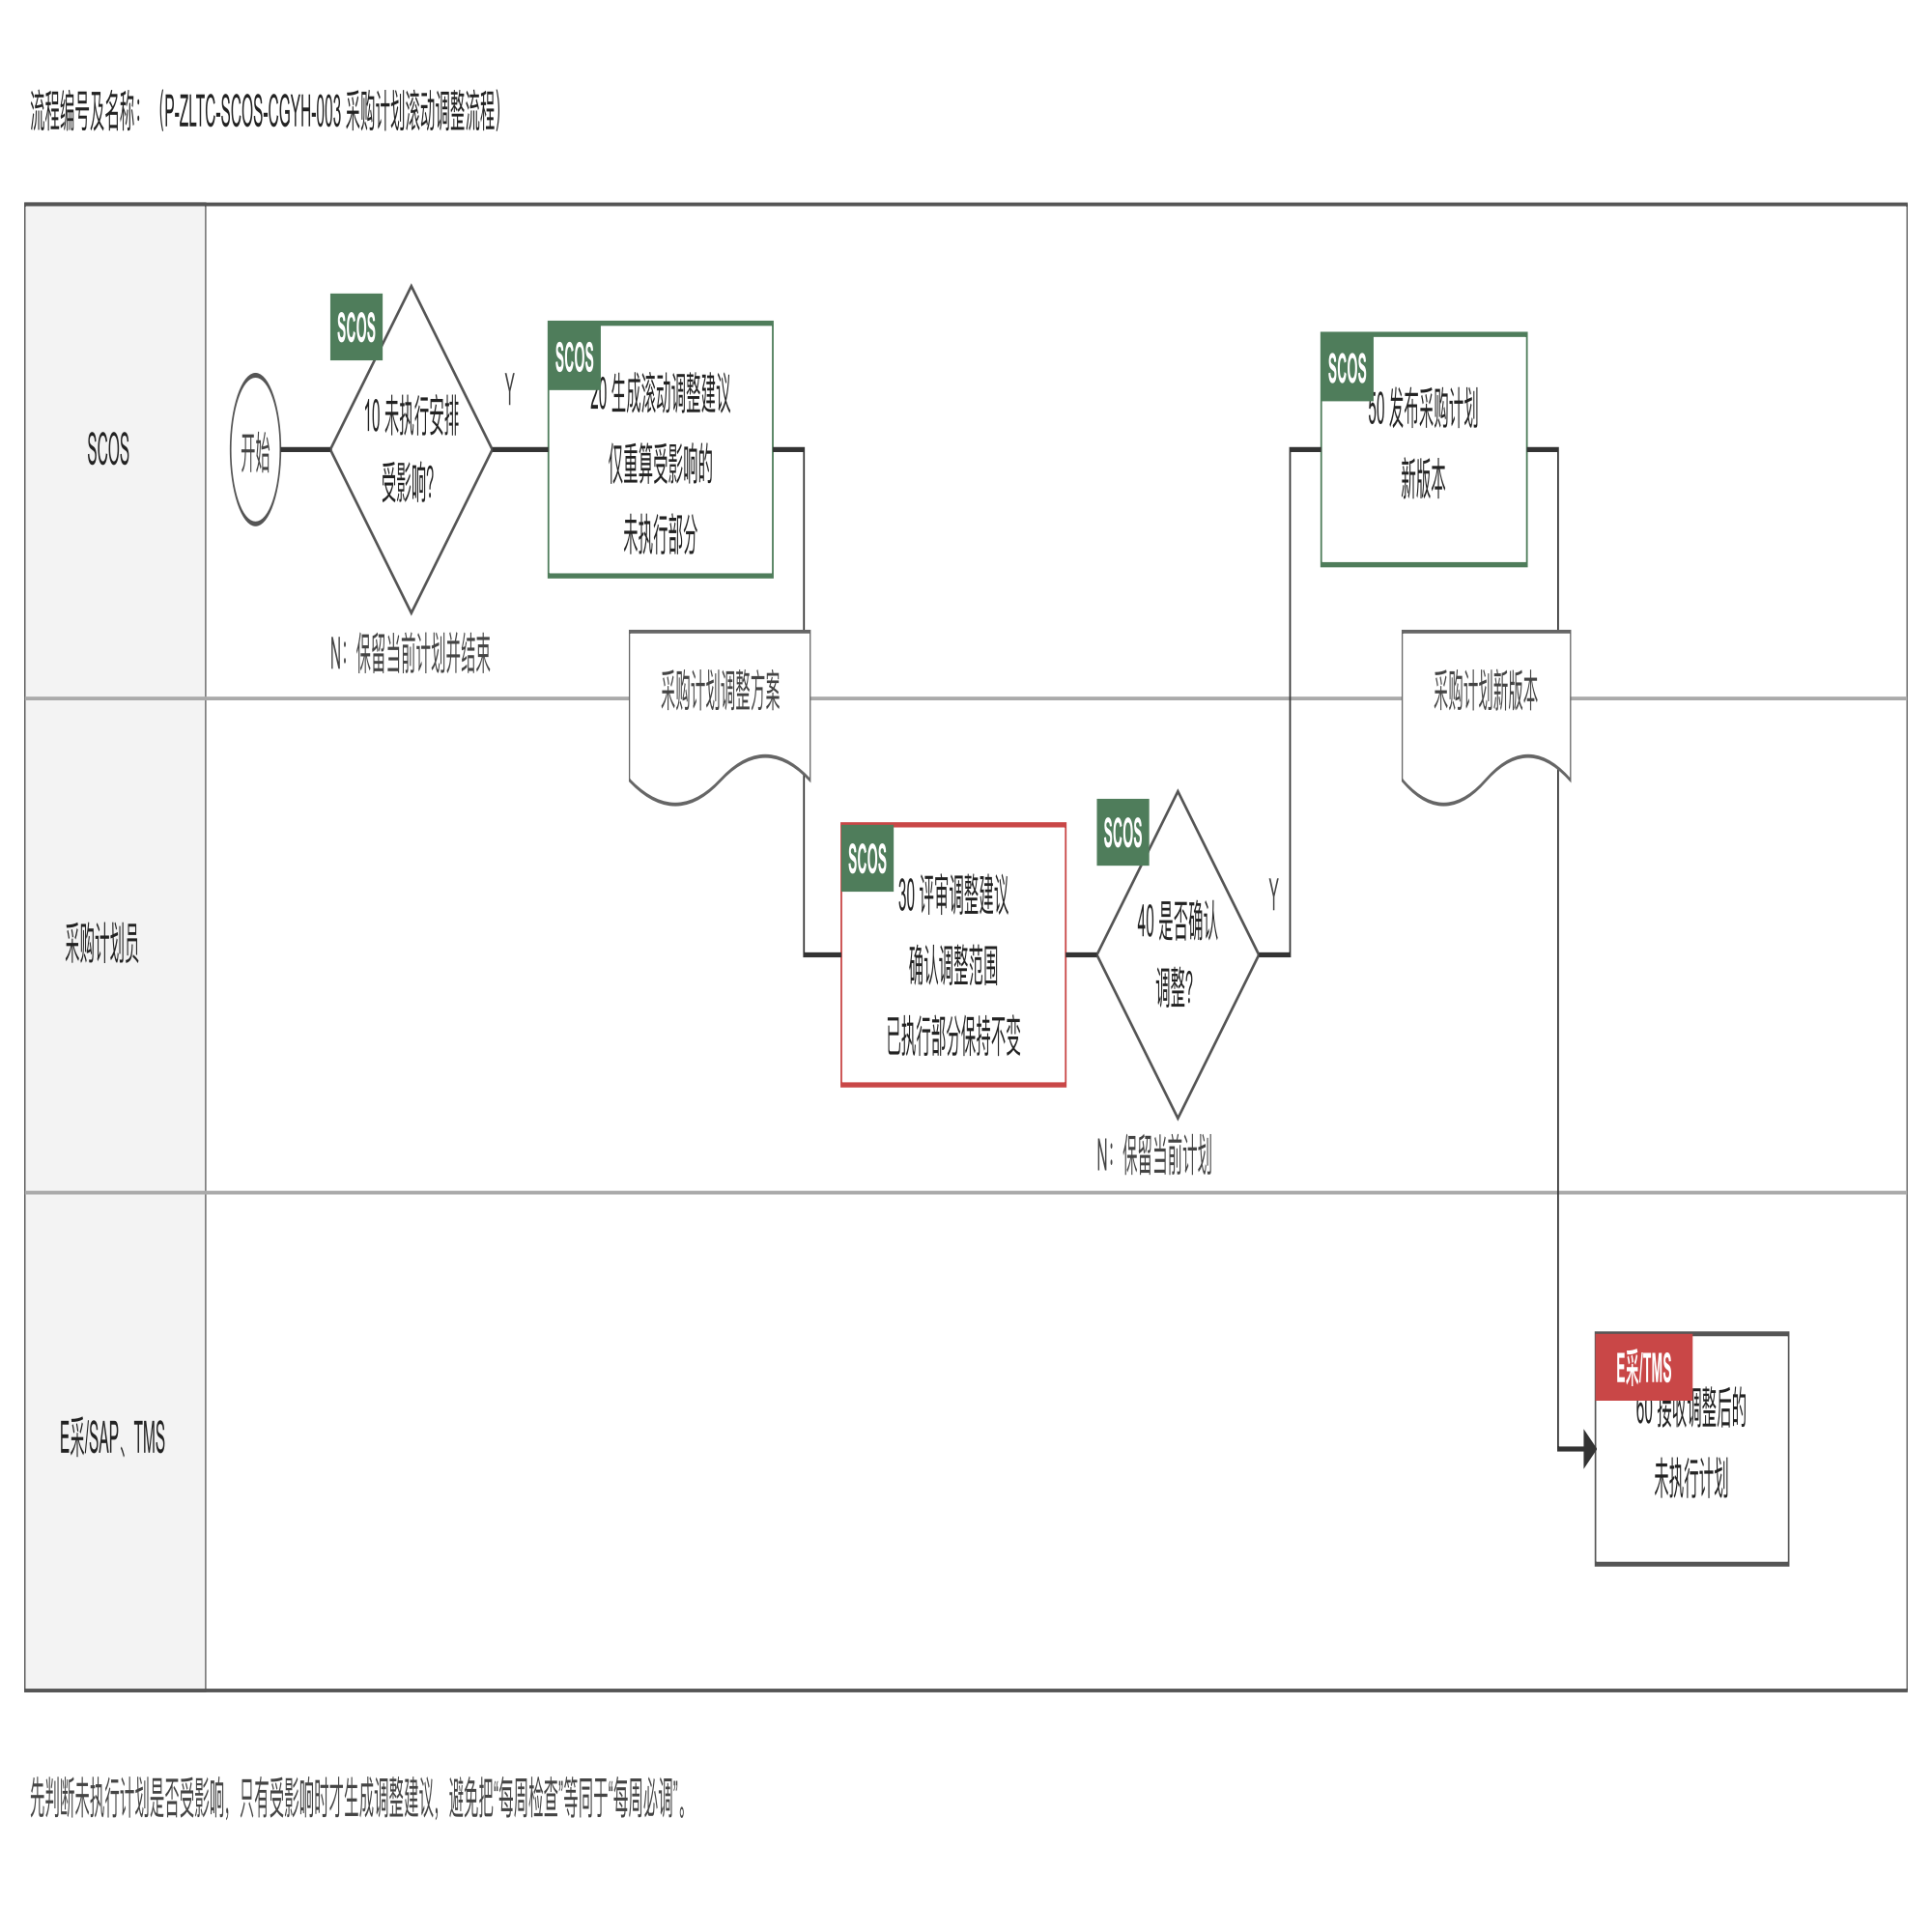 流程编号及名称：（P-ZLTC-SCOS-CGYH-003 采购计划滚动调整流程）
SCOS
开始
SCOS
10 未执行安排
受影响?
N：保留当前计划并结束
Y
SCOS
20 生成滚动调整建议
仅重算受影响的
未执行部分
采购计划调整方案
SCOS
50 发布采购计划
新版本
采购计划新版本
采购计划员
SCOS
30 评审调整建议
确认调整范围
已执行部分保持不变
SCOS
40 是否确认
调整?
Y
N：保留当前计划
E采/SAP、TMS
E采/TMS
60 接收调整后的
未执行计划
先判断未执行计划是否受影响，只有受影响时才生成调整建议，避免把“每周检查”等同于“每周必调”。